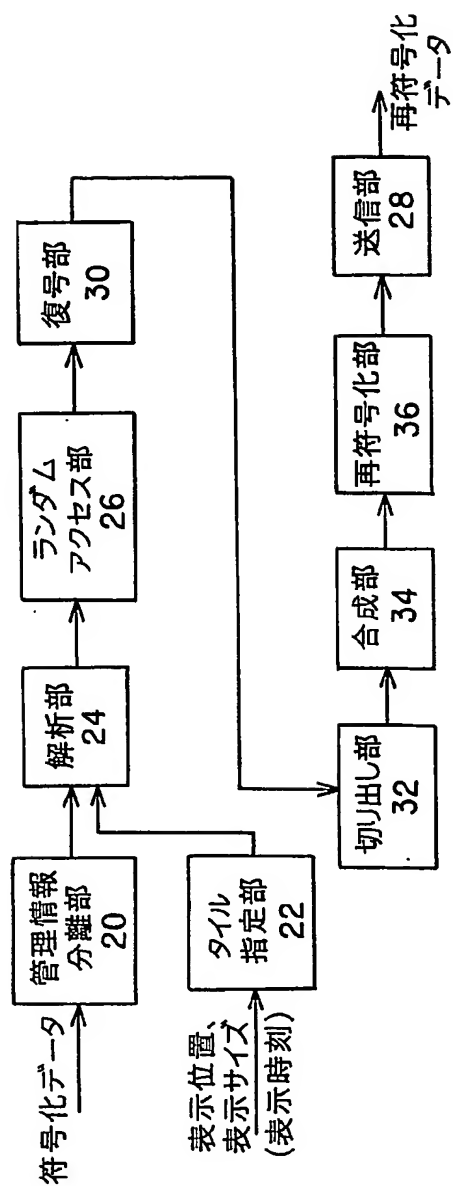 符号化データ
管理情報
分離部
20
表示位置、
表示サイズ
(表示時刻)
タイル
指定部
22
解析部
24
ランダム
アクセス部
26
復号部
30
切り出し部
32
合成部
34
再符号化部
36
送信部
28
再符号化
データ